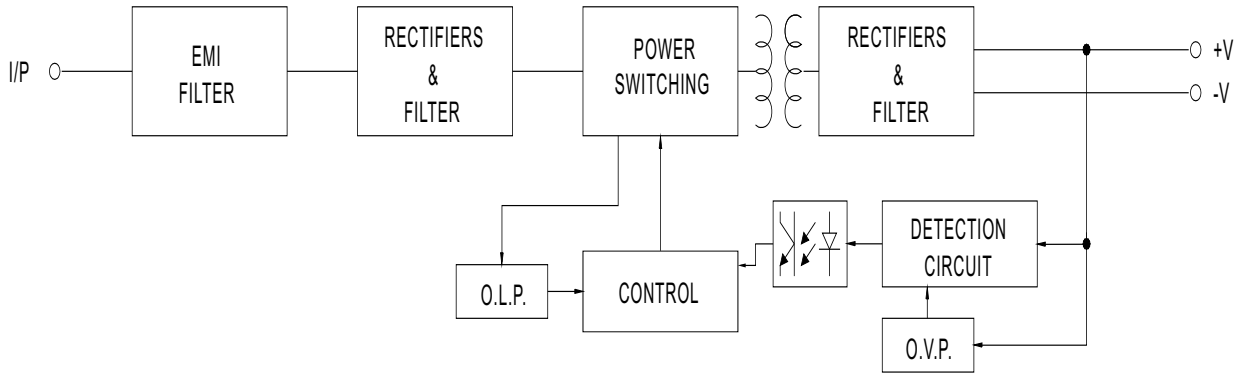 I/P
EMI
FILTER
RECTIFIERS
&
FILTER
POWER
SWITCHING
RECTIFIERS
&
FILTER
+V
-V
O.L.P.
CONTROL
DETECTION
CIRCUIT
O.V.P.